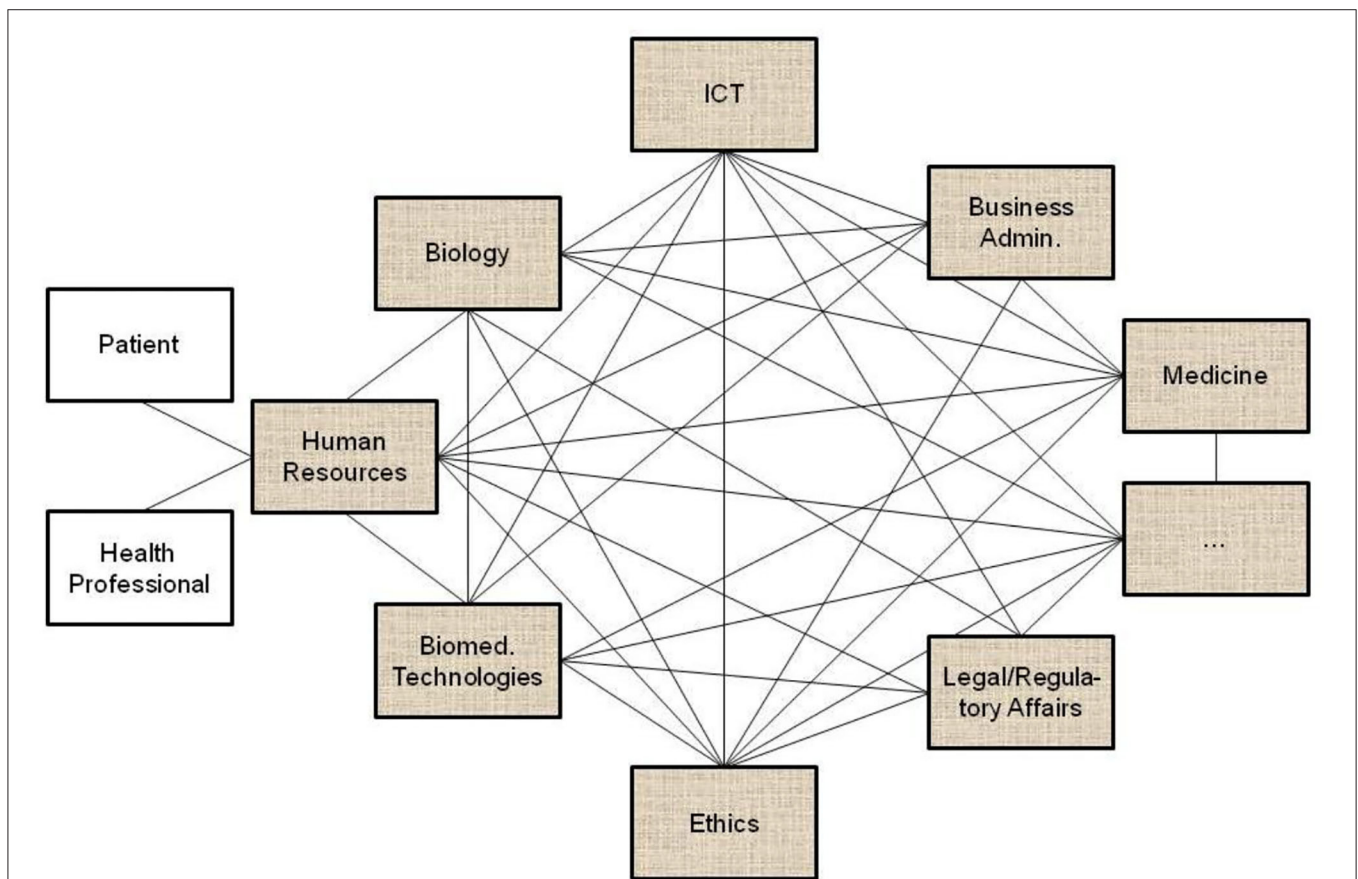 ICT
Business
Admin.
Biology
Patient
Medicine
Human
Resources
Health
Professional
...
Biomed.
Technologies
Legal/Regula-
tory Affairs
Ethics